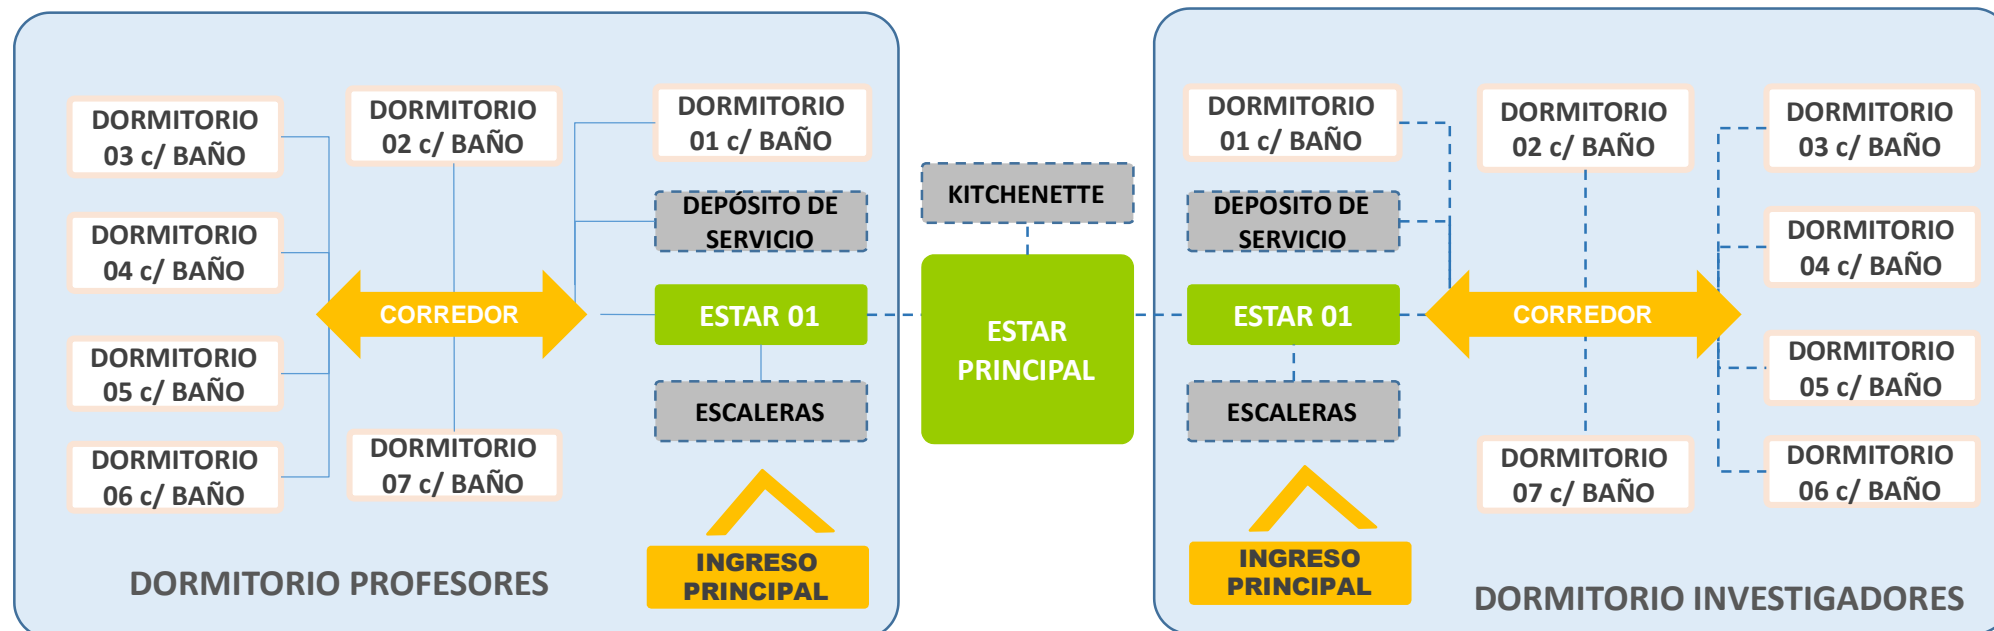 DORMITORIO
03 c/ BAÑO
DORMITORIO
04 c/ BAÑO
DORMITORIO
05 c/ BAÑO
DORMITORIO
06 c/ BAÑO
DORMITORIO
02 c/ BAÑO
CORREDOR
DORMITORIO
07 c/ BAÑO
DORMITORIO
01 c/ BAÑO
DEPÓSITO DE
SERVICIO
ESTAR 01
ESCALERAS
INGRESO
PRINCIPAL
DORMITORIO PROFESORES
KITCHENETTE
ESTAR
PRINCIPAL
DORMITORIO
01 c/ BAÑO
DEPOSITO DE
SERVICIO
ESTAR 01
ESCALERAS
INGRESO
PRINCIPAL
DORMITORIO
02 c/ BAÑO
CORREDOR
DORMITORIO
07 c/ BAÑO
DORMITORIO
03 c/ BAÑO
DORMITORIO
04 c/ BAÑO
DORMITORIO
05 c/ BAÑO
DORMITORIO
06 c/ BAÑO
DORMITORIO INVESTIGADORES